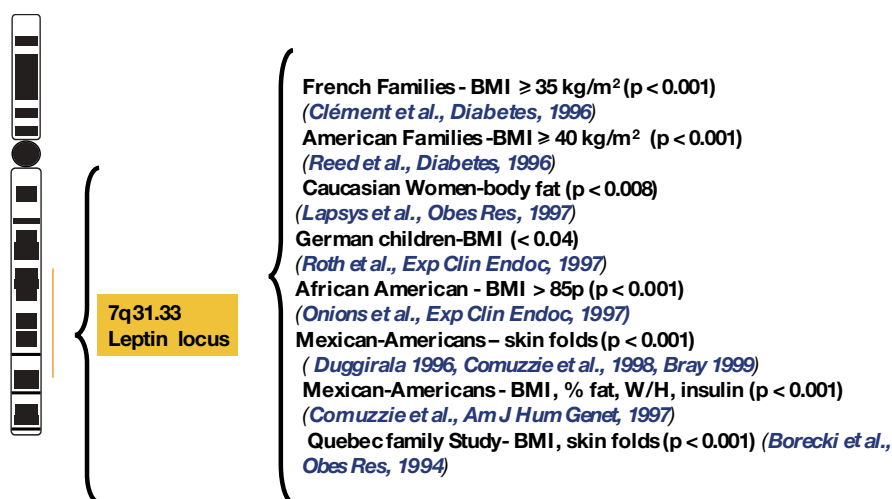 7q31.33
Leptin locus
French Families - BMI ≥ 35 kg/m² (p < 0.001)
(Clément et al., Diabetes, 1996)
American Families -BMI ≥ 40 kg/m² (p < 0.001)
(Reed et al., Diabetes, 1996)
Caucasian Women-body fat (p < 0.008)
(Lapsys et al., Obes Res, 1997)
German children-BMI (< 0.04)
(Roth et al., Exp Clin Endoc, 1997)
African American - BMI > 85p (p < 0.001)
(Onions et al., Exp Clin Endoc, 1997)
Mexican-Americans – skin folds (p < 0.001)
( Duggirala 1996, Comuzzie et al., 1998, Bray 1999)
Mexican-Americans - BMI, % fat, W/H, insulin (p < 0.001)
(Comuzzie et al., Am J Hum Genet, 1997)
Quebec family Study- BMI, skin folds (p < 0.001) (Borecki et al.,
Obes Res, 1994)